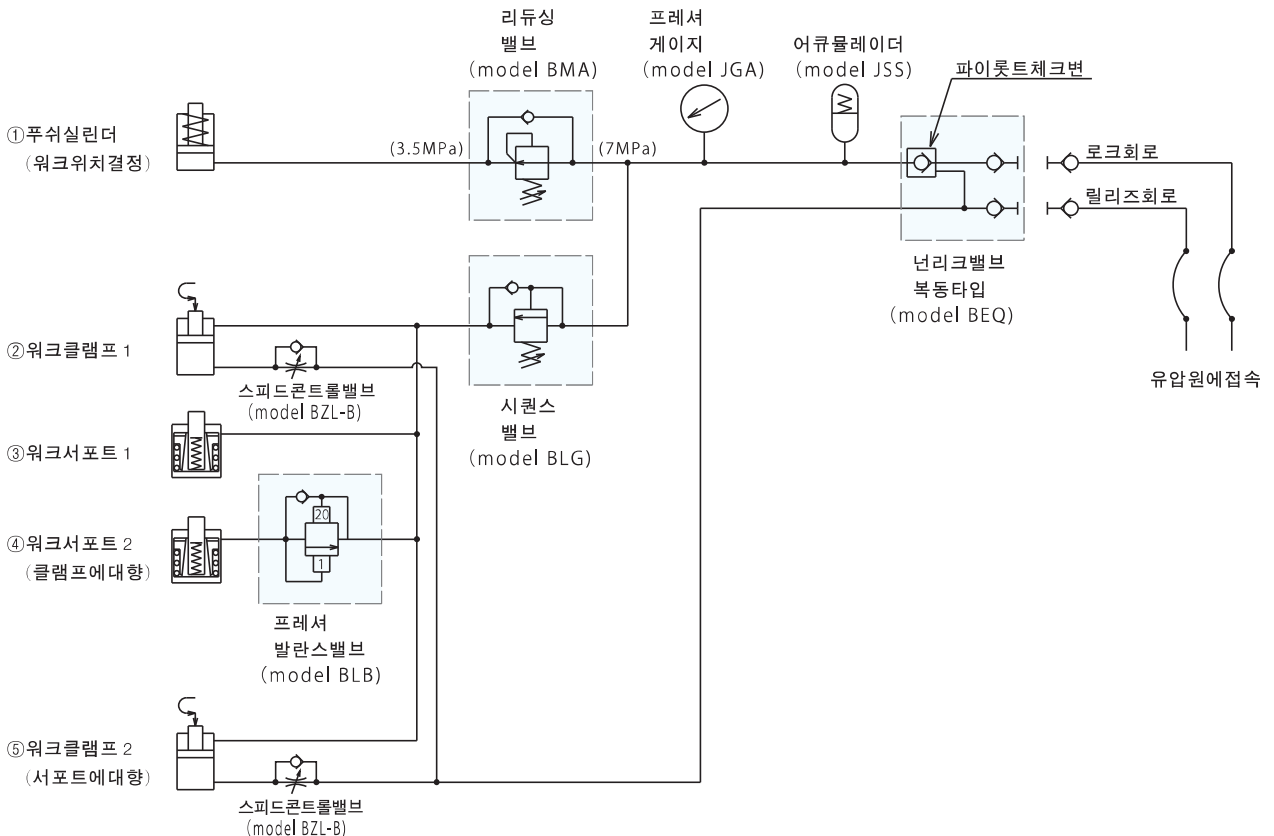 리듀싱
밸브
(model BMA)
프레셔
게이지
(model JGA)
어큐뮬레이더
(model JSS)
파이롯트체크변
①푸쉬실린더
(워크위치결정)
(3.5MPa)
(7MPa)
로크회로
릴리즈회로
넌리크밸브
복동타입
(model BEQ)
유압원에접속
②워크클램프 1
스피드콘트롤밸브
(model BZL-B)
시퀀스
밸브
(model BLG)
③워크서포트 1
④워크서포트 2
(클램프에대향)
20
1
프레셔
발란스밸브
(model BLB)
⑤워크클램프 2
(서포트에대향)
스피드콘트롤밸브
(model BZL-B)